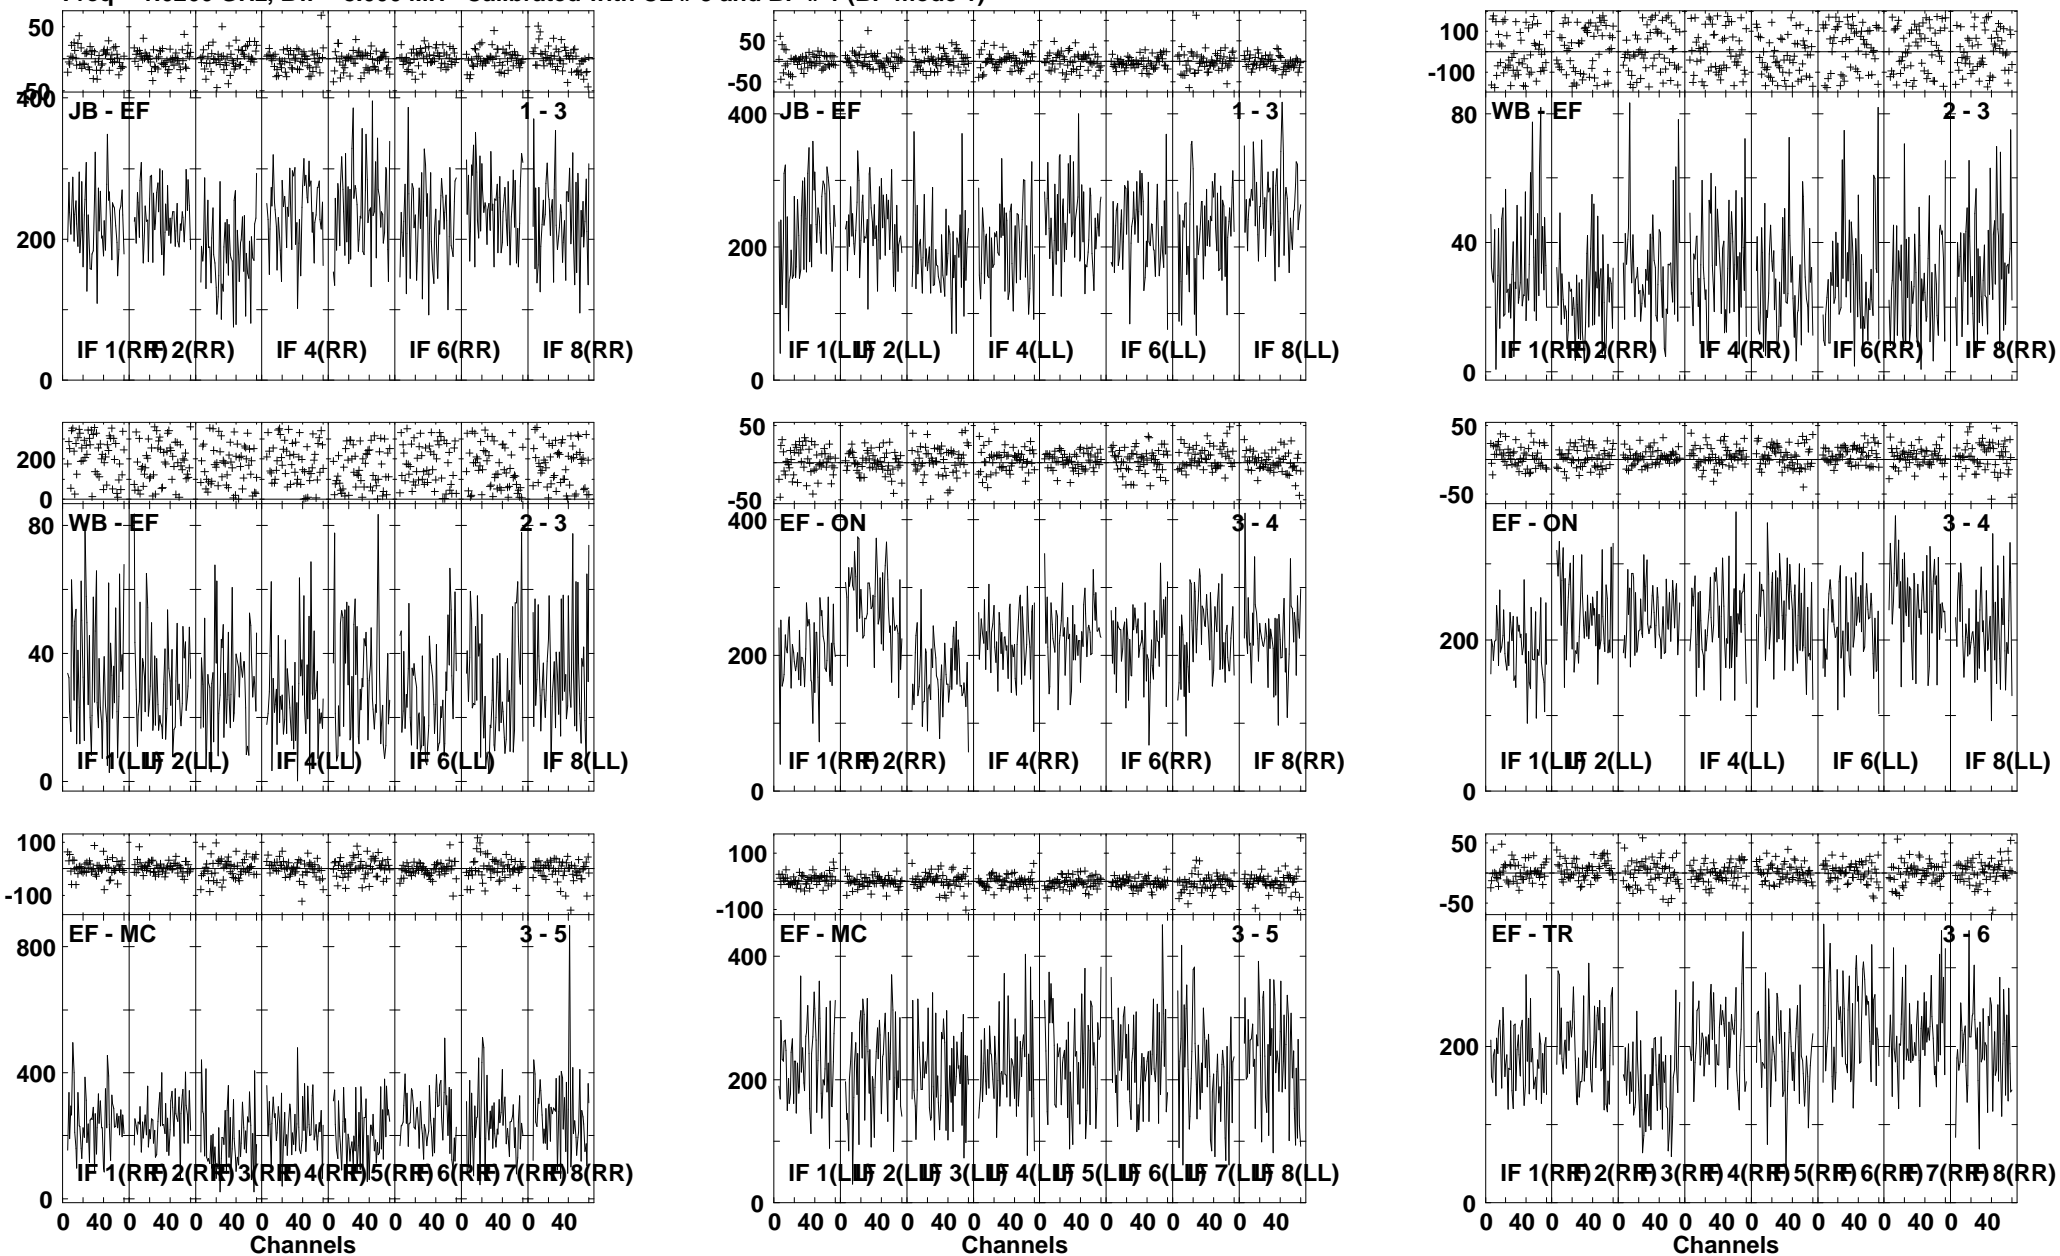 50
-50
50
-50
100
-100
400
JB - EF 1 - 3
200
IF 1(RR) IF 2(RR) IF 4(RR) IF 6(RR) IF 8(RR)
0
400
JB - EF 1 - 3
200
IF 1(LL) IF 2(LL) IF 4(LL) IF 6(LL) IF 8(LL)
0
80
WB - EF 2 - 3
40
IF 1(RR) IF 2(RR) IF 4(RR) IF 6(RR) IF 8(RR)
0
200
0
50
-50
50
-50
WB - EF 2 - 3
80
40
IF 1(LL) IF 2(LL) IF 4(LL) IF 6(LL) IF 8(LL)
0
400
EF - ON 3 - 4
200
IF 1(RR) IF 2(RR) IF 4(RR) IF 6(RR) IF 8(RR)
0
EF - ON 3 - 4
200
IF 1(LL) IF 2(LL) IF 4(LL) IF 6(LL) IF 8(LL)
0
100
-100
100
-100
50
-50
EF - MC 3 - 5
800
400
IF 1(RR) IF 2(RR) IF 3(RR) IF 4(RR) IF 5(RR) IF 6(RR) IF 7(RR) IF 8(RR)
0
0 40 0 40 0 40 0 40 0 40 0 40 0 40 0 40
Channels
EF - MC 3 - 5
400
200
IF 1(LL) IF 2(LL) IF 3(LL) IF 4(LL) IF 5(LL) IF 6(LL) IF 7(LL) IF 8(LL)
0
0 40 0 40 0 40 0 40 0 40 0 40 0 40 0 40
Channels
EF - TR 3 - 6
200
IF 1(RR) IF 2(RR) IF 3(RR) IF 4(RR) IF 5(RR) IF 6(RR) IF 7(RR) IF 8(RR)
0
0 40 0 40 0 40 0 40 0 40 0 40 0 40 0 40